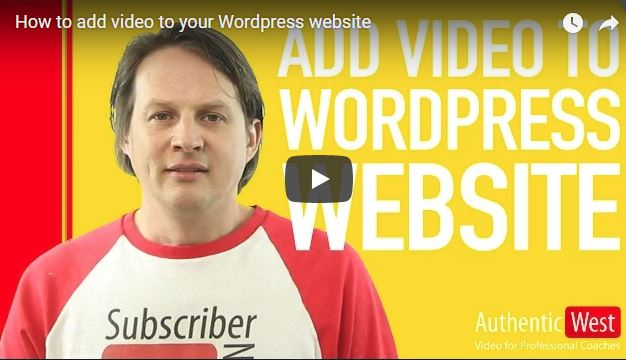 How to add video to your Wordpress website
ADD VIDEO TO
WORDPRESS
WEBSITE
Subscriber
Authentic West
Video for Professional Coaches